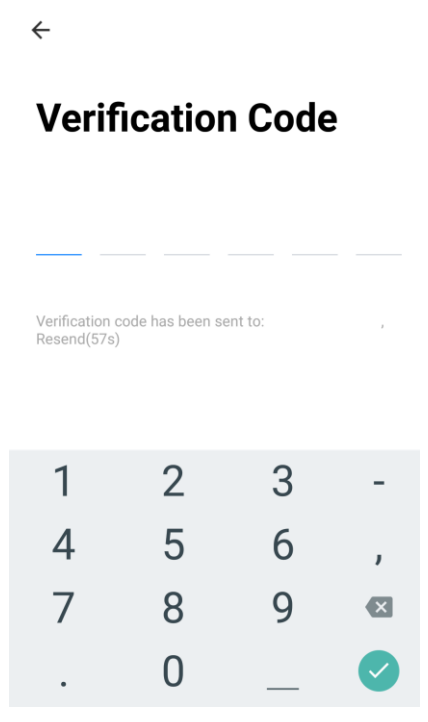 Verification Code
Verification code has been sent to: ,
Resend(57s)
1 2 3 -
4 5 6 ,
7 8 9
. 0 _